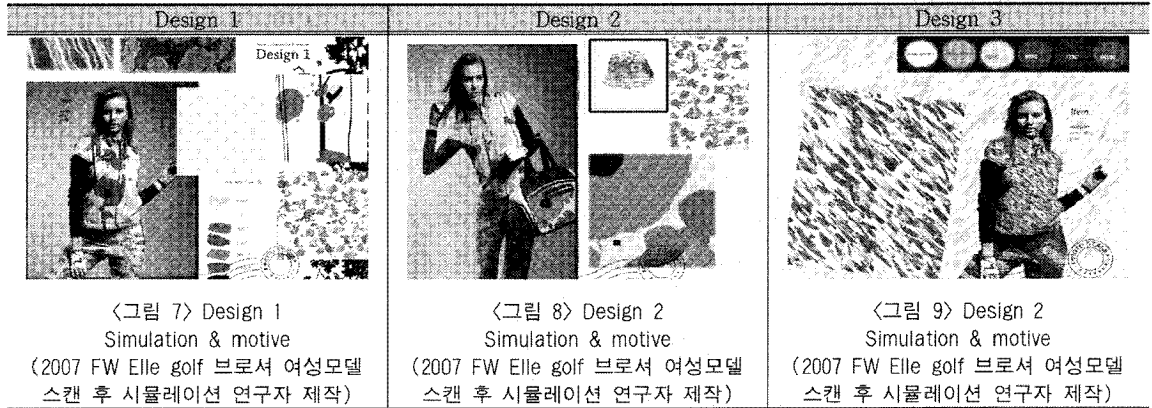 Design 1
Design 2
Design 3
Design 1
Item
〈그림 7〉 Design 1
Simulation & motive
(2007 FW Elle golf 브로셔 여성모델
스캔 후 시뮬레이션 연구자 제작)
〈그림 8〉 Design 2
Simulation & motive
(2007 FW Elle golf 브로셔 여성모델
스캔 후 시뮬레이션 연구자 제작)
〈그림 9〉 Design 2
Simulation & motive
(2007 FW Elle golf 브로셔 여성모델
스캔 후 시뮬레이션 연구자 제작)